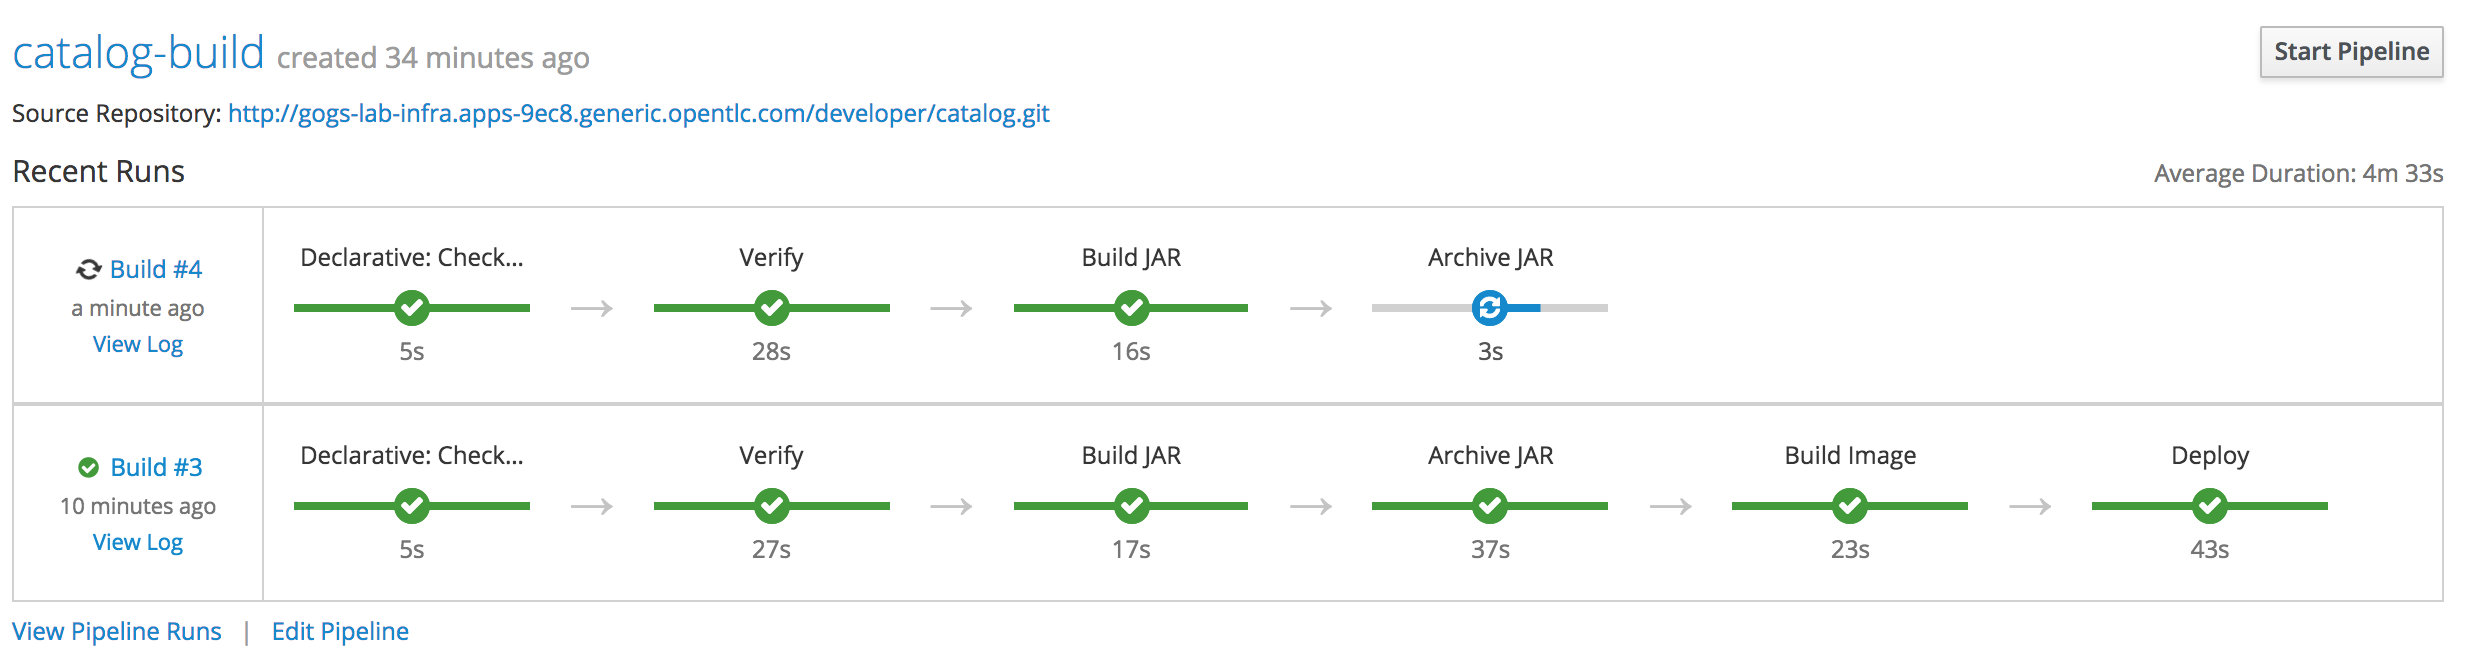 catalog-build created 34 minutes ago
Start Pipeline
Source Repository: http://gogs-lab-infra.apps-9ec8.generic.opentlc.com/developer/catalog.git
Recent Runs
Average Duration: 4m 33s
Build #4
a minute ago
View Log
Declarative: Check...
5s
Verify
28s
Build JAR
16s
Archive JAR
3s
Build #3
10 minutes ago
View Log
Declarative: Check...
5s
Verify
27s
Build JAR
17s
Archive JAR
37s
Build Image
23s
Deploy
43s
View Pipeline Runs | Edit Pipeline